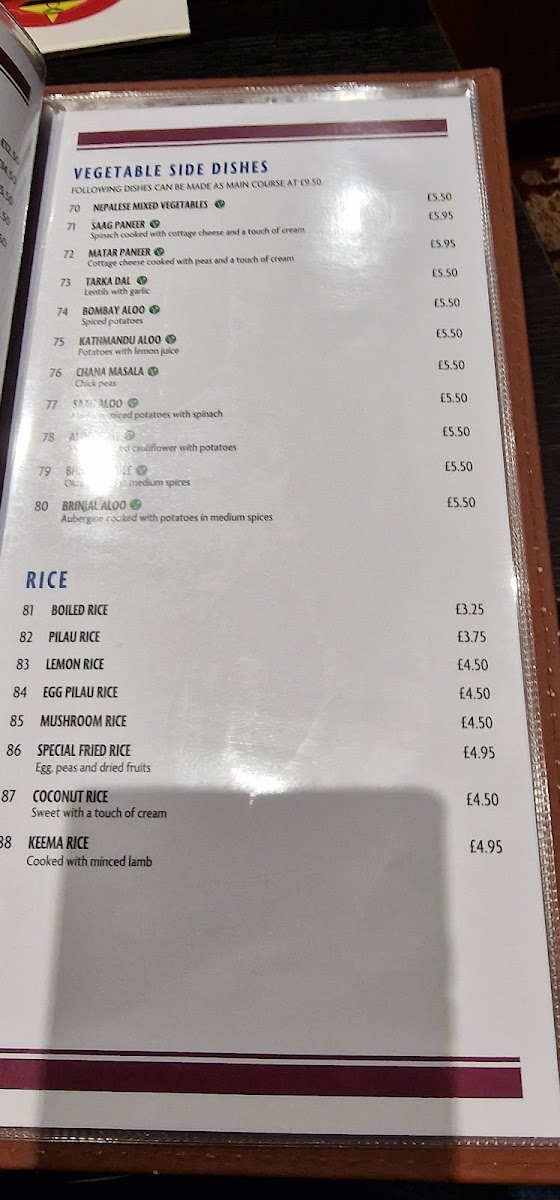 VEGETABLE SIDE DISHES
FOLLOWING DISHES CAN BE MADE AS MAIN COURSE AT £9.50
70 NEPALESE MIXED VEGETABLES £5.50
71 SAAG PANEER £5.95
Spinach cooked with cottage cheese and a touch of cream
72 MATAR PANEER £5.95
Cottage cheese cooked with peas and a touch of cream
73 TARKA DAL £5.50
Lentils with garlic
74 BOMBAY ALOO £5.50
Spiced potatoes
75 KATHMANDU ALOO £5.50
Potatoes with lemon juice
76 CHANA MASALA £5.50
Chick peas
77 SAAG ALOO £5.50
potatoes with spinach
78 £5.50
cauliflower with potatoes
79 £5.50
medium spices
80 BRINJAL ALOO £5.50
Aubergine cooked with potatoes in medium spices
RICE
81 BOILED RICE £3.25
82 PILAU RICE £3.75
83 LEMON RICE £4.50
84 EGG PILAU RICE £4.50
85 MUSHROOM RICE £4.50
86 SPECIAL FRIED RICE £4.95
Egg, peas and dried fruits
87 COCONUT RICE £4.50
Sweet with a touch of cream
88 KEEMA RICE £4.95
Cooked with minced lamb